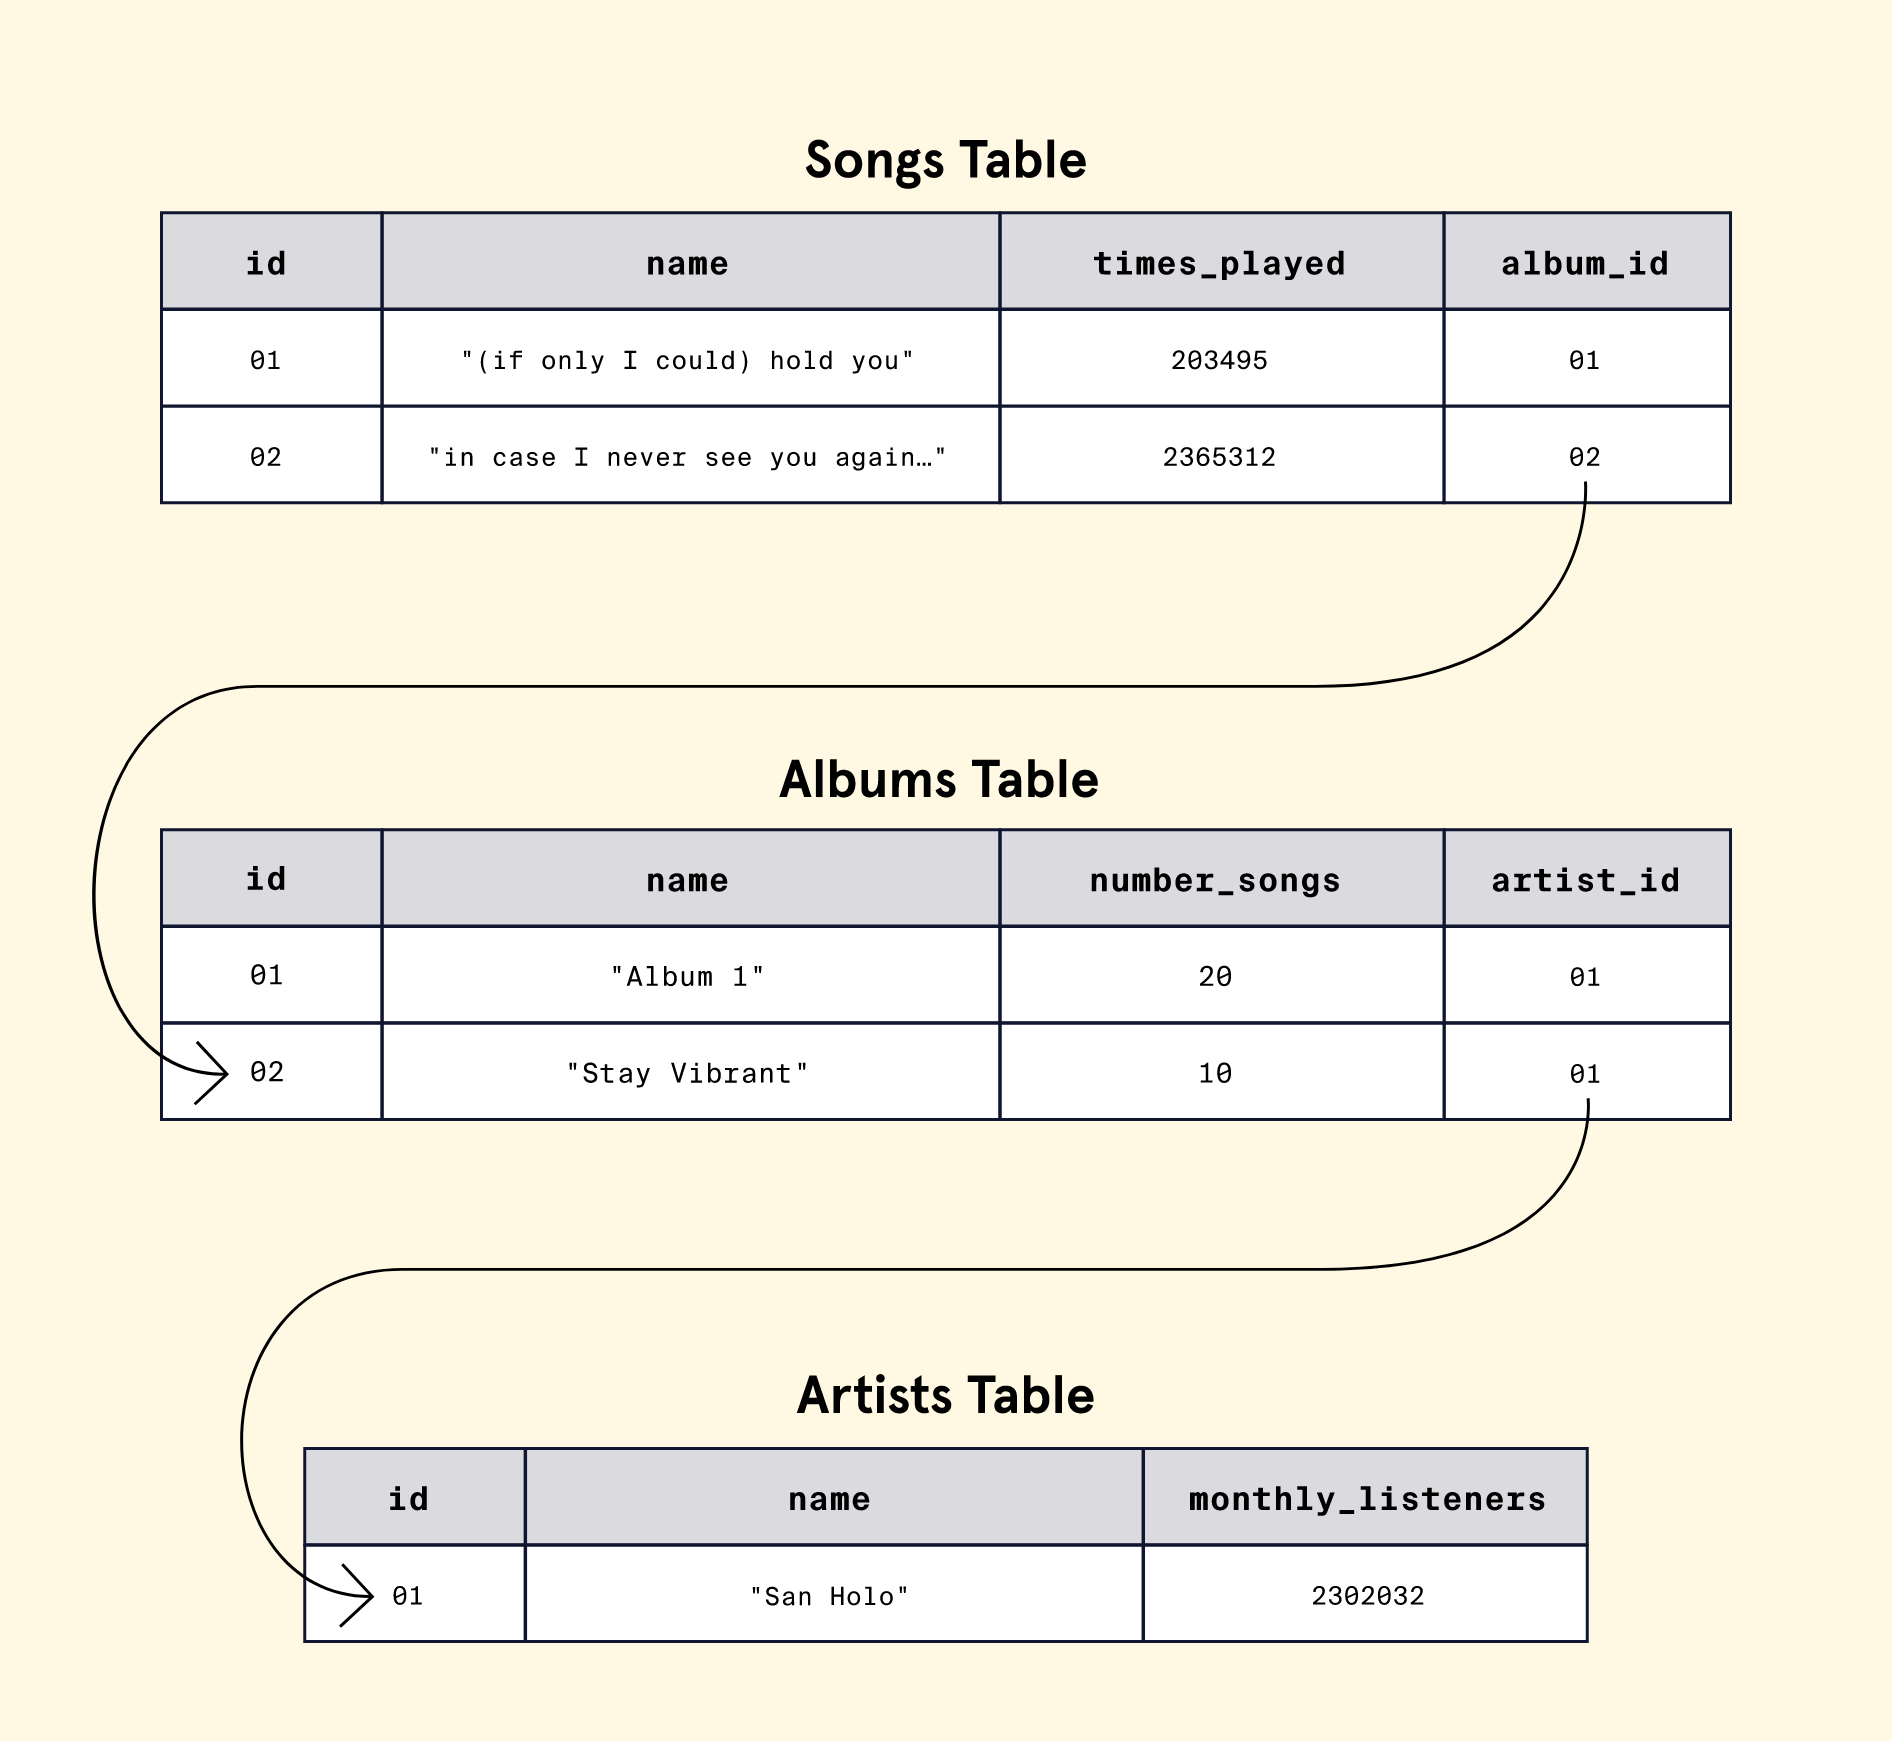 Songs Table
id name times_played album_id
01 "(if only I could) hold you" 203495 01
02 "in case I never see you again…" 2365312 02
Albums Table
id name number_songs artist_id
01 "Album 1" 20 01
02 "Stay Vibrant" 10 01
Artists Table
id name monthly_listeners
01 "San Holo" 2302032